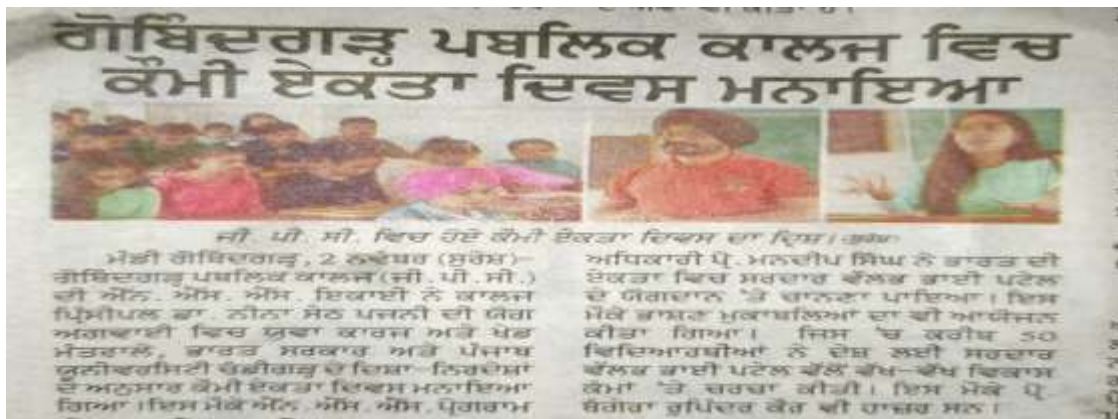 ਗੋਬਿੰਦਗੜ੍ਹ ਪਬਲਿਕ ਕਾਲਜ ਵਿਚ
ਕੌਮੀ ਏਕਤਾ ਦਿਵਸ ਮਨਾਇਆ
ਜੀ. ਪੀ. ਸੀ. ਵਿਚ ਹੋਏ ਕੌਮੀ ਏਕਤਾ ਦਿਵਸ ਦਾ ਦ੍ਰਿਸ਼।
ਮੰਡੀ ਗੋਬਿੰਦਗੜ੍ਹ, 2 ਨਵੰਬਰ (ਸੁਰੇਸ਼)–
ਗੋਬਿੰਦਗੜ੍ਹ ਪਬਲਿਕ ਕਾਲਜ (ਜੀ. ਪੀ. ਸੀ.)
ਦੀ ਐੱਨ. ਐੱਸ. ਐੱਸ. ਇਕਾਈ ਨੇ ਕਾਲਜ
ਪ੍ਰਿੰਸੀਪਲ ਡਾ. ਨੀਨਾ ਸੇਠ ਪਜਨੀ ਦੀ ਯੋਗ
ਅਗਵਾਈ ਵਿਚ ਯੁਵਾ ਕਾਰਜ ਅਤੇ ਖੇਡ
ਮੰਤਰਾਲੇ, ਭਾਰਤ ਸਰਕਾਰ ਅਤੇ ਪੰਜਾਬ
ਯੂਨੀਵਰਸਿਟੀ ਚੰਡੀਗੜ੍ਹ ਦੇ ਦਿਸ਼ਾ-ਨਿਰਦੇਸ਼ਾਂ
ਦੇ ਅਨੁਸਾਰ ਕੌਮੀ ਏਕਤਾ ਦਿਵਸ ਮਨਾਇਆ
ਗਿਆ। ਇਸ ਮੌਕੇ ਐੱਨ. ਐੱਸ. ਐੱਸ. ਪ੍ਰੋਗਰਾਮ
ਅਧਿਕਾਰੀ ਪ੍ਰੋ. ਮਨਦੀਪ ਸਿੰਘ ਨੇ ਭਾਰਤ ਦੀ
ਏਕਤਾ ਵਿਚ ਸਰਦਾਰ ਵੱਲਭ ਭਾਈ ਪਟੇਲ
ਦੇ ਯੋਗਦਾਨ 'ਤੇ ਚਾਨਣਾ ਪਾਇਆ। ਇਸ
ਮੌਕੇ ਭਾਸ਼ਣ ਮੁਕਾਬਲਿਆਂ ਦਾ ਵੀ ਆਯੋਜਨ
ਕੀਤਾ ਗਿਆ। ਜਿਸ 'ਚ ਕਰੀਬ 50
ਵਿਦਿਆਰਥੀਆਂ ਨੇ ਦੇਸ਼ ਲਈ ਸਰਦਾਰ
ਵੱਲਭ ਭਾਈ ਪਟੇਲ ਵੱਲੋਂ ਵੱਖ-ਵੱਖ ਵਿਕਾਸ
ਕੰਮਾਂ 'ਤੇ ਚਰਚਾ ਕੀਤੀ। ਇਸ ਮੌਕੇ ਪ੍ਰੋ.
ਰੁਪਿੰਦਰ ਕੌਰ ਵੀ ਹਾਜ਼ਰ ਸਨ।